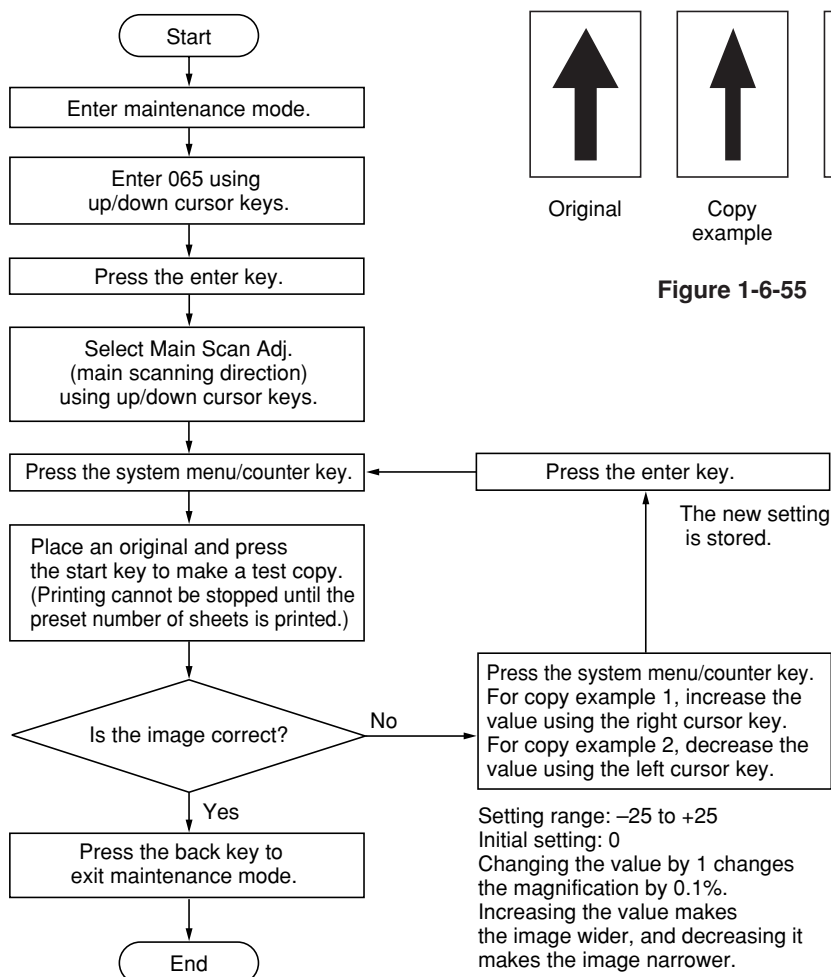 Start
Enter maintenance mode.
Enter 065 using
up/down cursor keys.
Press the enter key.
Select Main Scan Adj.
(main scanning direction)
using up/down cursor keys.
Press the system menu/counter key.
Place an original and press
the start key to make a test copy.
(Printing cannot be stopped until the
preset number of sheets is printed.)
Is the image correct?
Yes
No
Press the back key to
exit maintenance mode.
End
Original
Copy
example
Figure 1-6-55
Press the enter key.
The new setting
is stored.
Press the system menu/counter key.
For copy example 1, increase the
value using the right cursor key.
For copy example 2, decrease the
value using the left cursor key.
Setting range: –25 to +25
Initial setting: 0
Changing the value by 1 changes
the magnification by 0.1%.
Increasing the value makes
the image wider, and decreasing it
makes the image narrower.